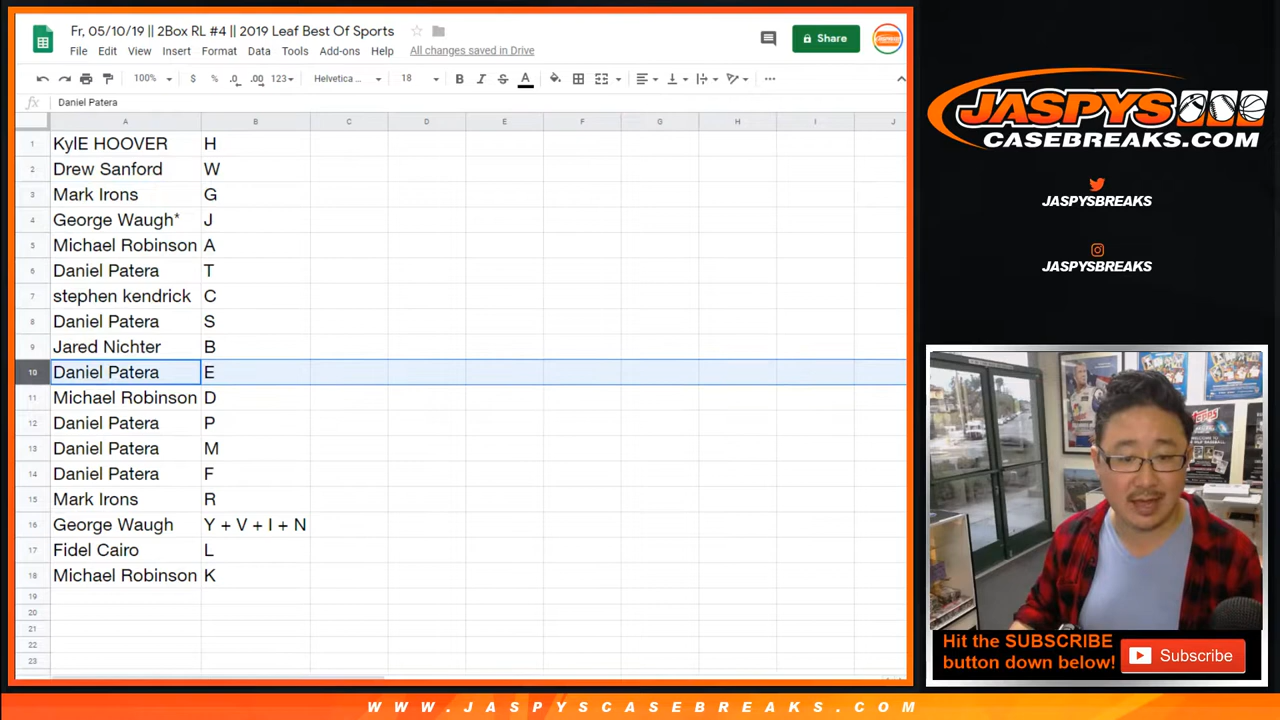 Fr, 05/10/19 || 2Box RL #4 || 2019 Leaf Best Of Sports
File Edit View Insert Format Data Tools Add-ons Help All changes saved in Drive
Share
100% $ % .0 .00 123 Helvetica ... 18 B I S A
fx Daniel Patera
A B C D E F G H I J
1 KylE HOOVER H
2 Drew Sanford W
3 Mark Irons G
4 George Waugh* J
5 Michael Robinson A
6 Daniel Patera T
7 stephen kendrick C
8 Daniel Patera S
9 Jared Nichter B
10 Daniel Patera E
11 Michael Robinson D
12 Daniel Patera P
13 Daniel Patera M
14 Daniel Patera F
15 Mark Irons R
16 George Waugh Y + V + I + N
17 Fidel Cairo L
18 Michael Robinson K
19
20
21
22
23
JASPYS
CASEBREAKS.COM
JASPYSBREAKS
JASPYSBREAKS
topps
Hit the SUBSCRIBE
button down below!
Subscribe
WWW.JASPYSCASEBREAKS.COM